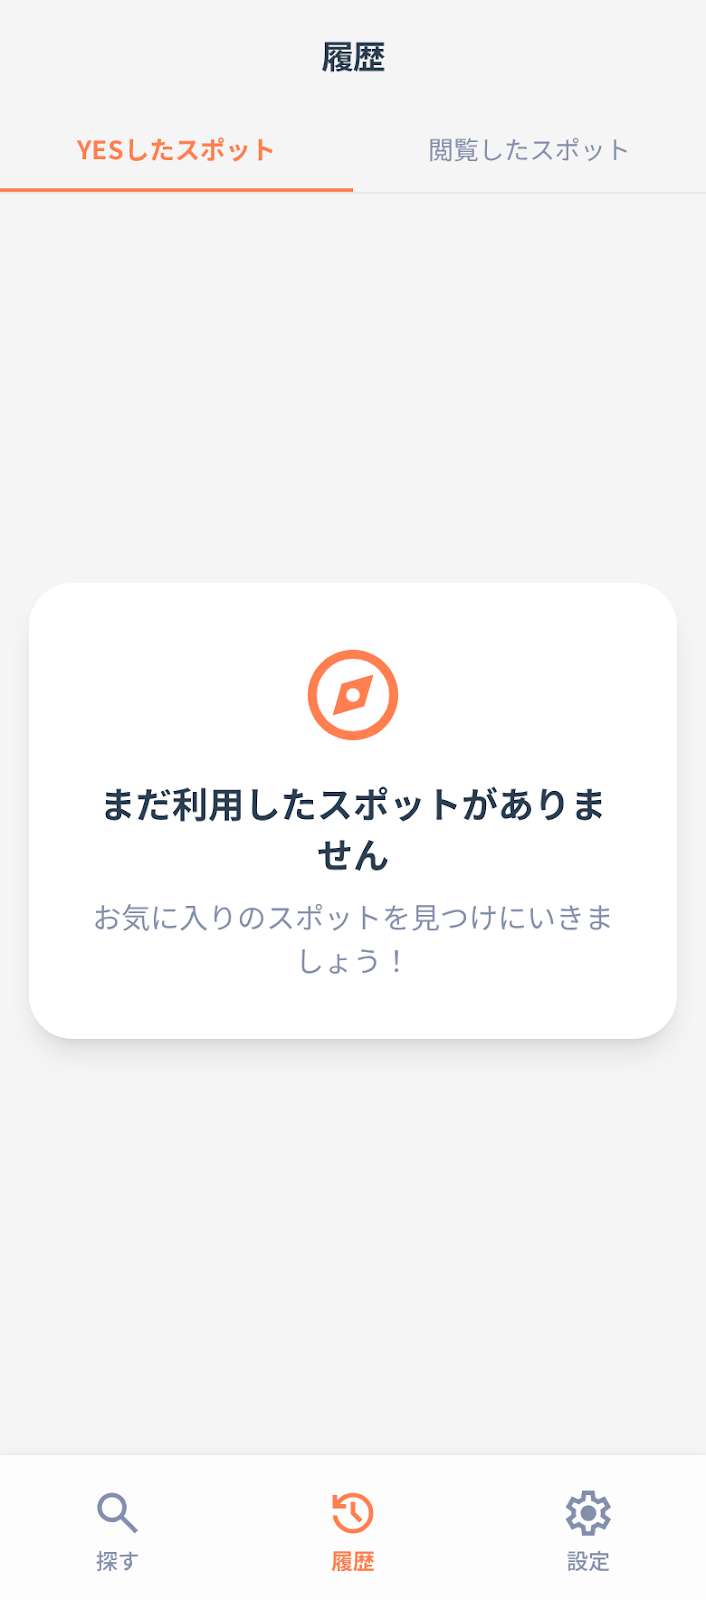 履歴
YESしたスポット
閲覧したスポット
まだ利用したスポットがありま
せん
お気に入りのスポットを見つけにいきま
しょう！
探す
履歴
設定